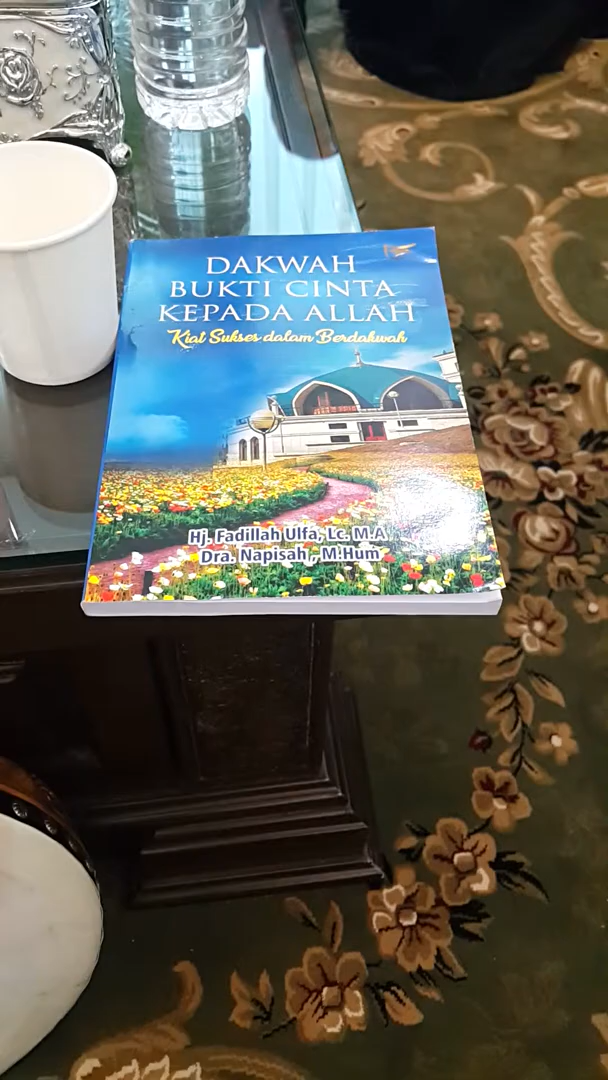 DAKWAH
BUKTI CINTA
KEPADA ALLAH
Kiat Sukses dalam Berdakwah
Hj. Fadillah Ulfa, Lc. M.A
Dra. Napisah , M.Hum